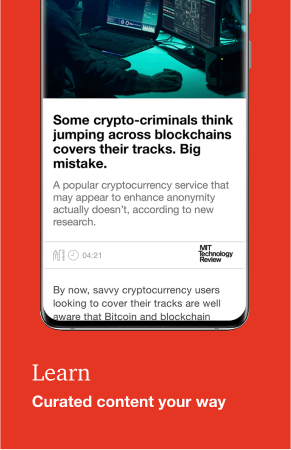 Some crypto-criminals think
jumping across blockchains
covers their tracks. Big
mistake.
A popular cryptocurrency service that
may appear to enhance anonymity
actually doesn't, according to new
research.
04:21
MIT
Technology
Review
By now, savvy cryptocurrency users
looking to cover their tracks are well
aware that Bitcoin and blockchain
Learn
Curated content your way